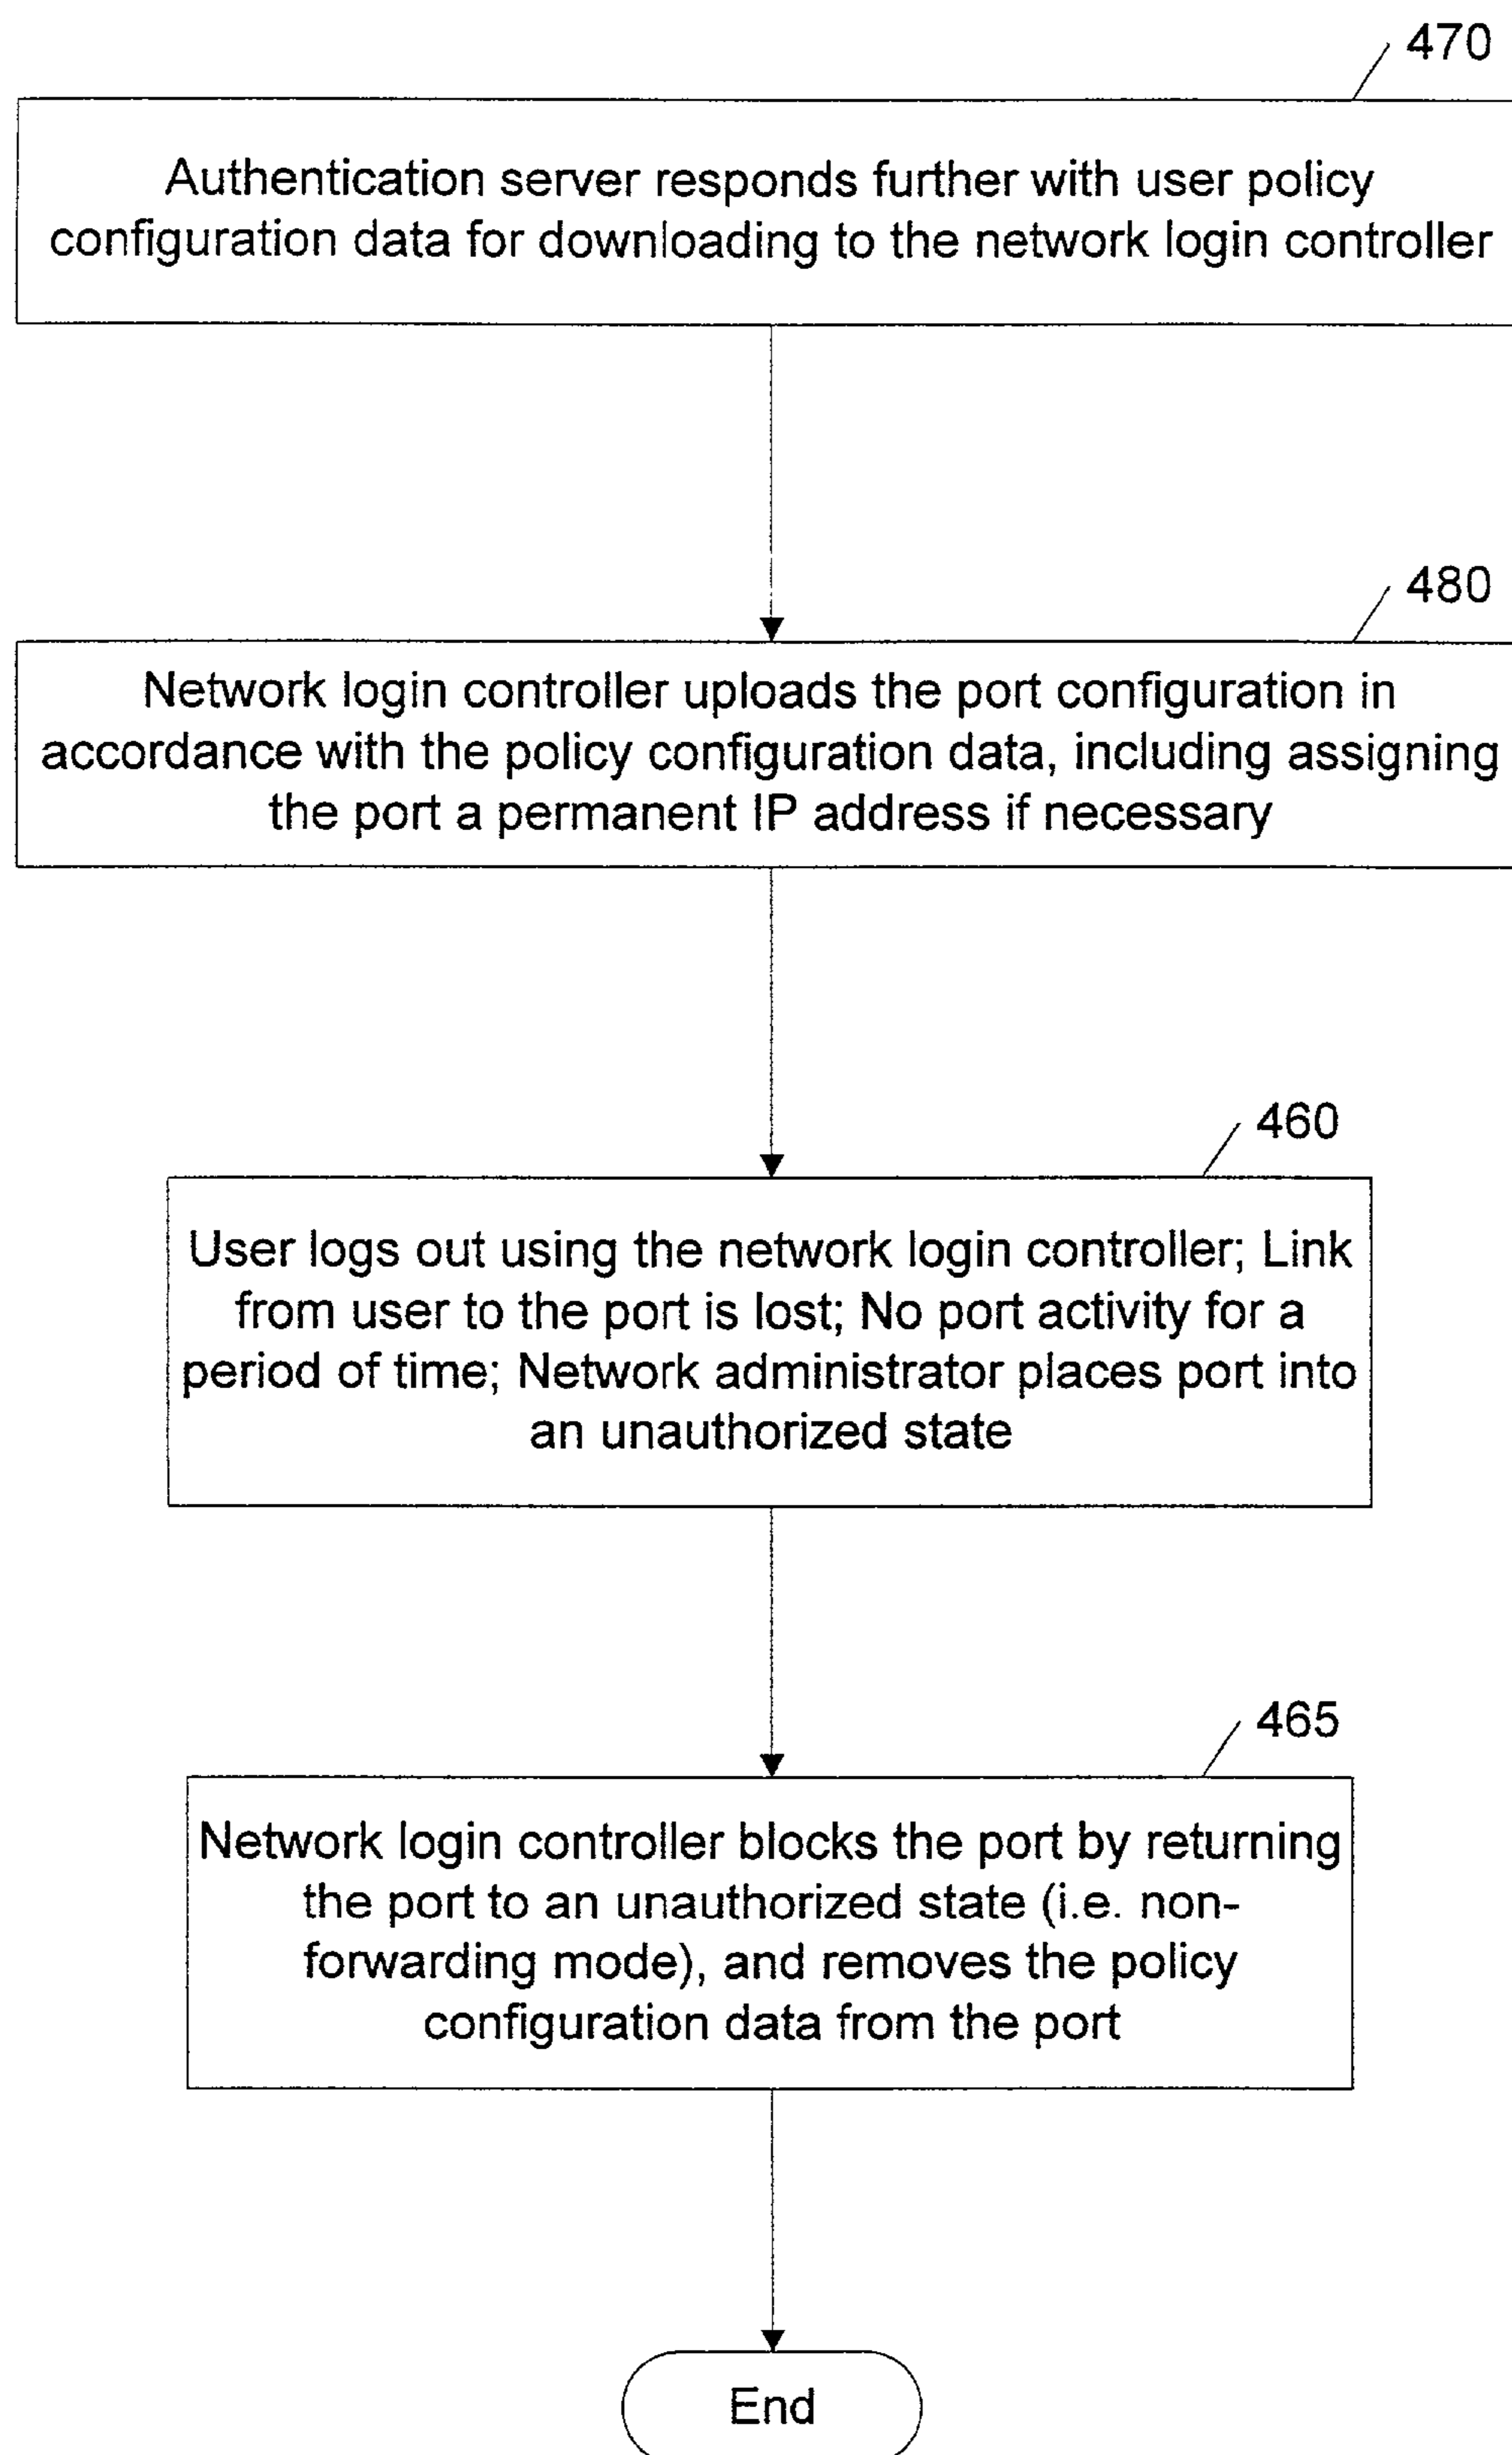 470
Authentication server responds further with user policy
configuration data for downloading to the network login controller
480
Network login controller uploads the port configuration in
accordance with the policy configuration data, including assigning
the port a permanent IP address if necessary
460
User logs out using the network login controller; Link
from user to the port is lost; No port activity for a
period of time; Network administrator places port into
an unauthorized state
465
Network login controller blocks the port by returning
the port to an unauthorized state (i.e. non-
forwarding mode), and removes the policy
configuration data from the port
End